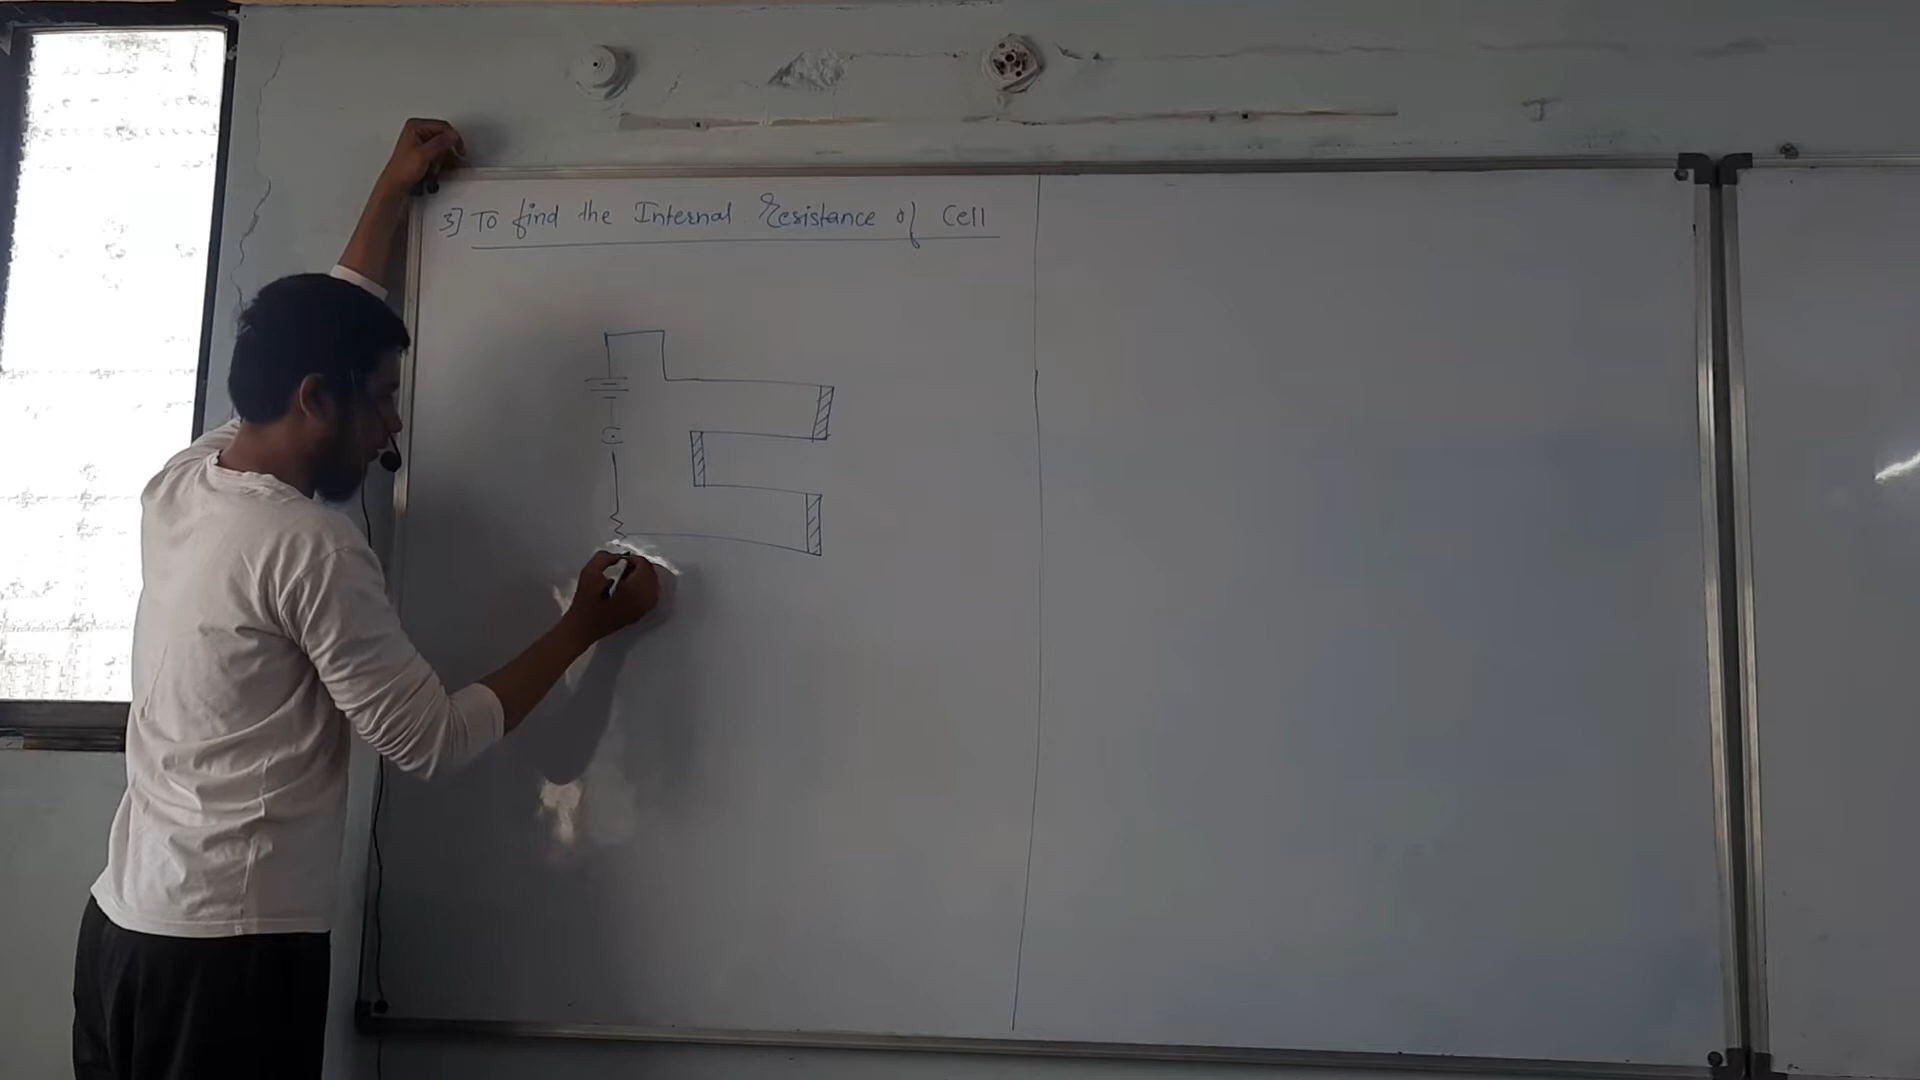 3] To find the Internal Resistance of Cell